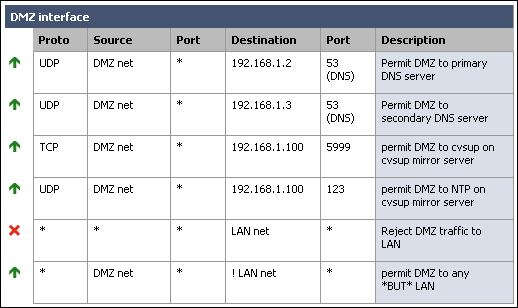 DMZ interface
Proto Source Port Destination Port Description
UDP DMZ net * 192.168.1.2 53 Permit DMZ to primary
(DNS) DNS server
UDP DMZ net * 192.168.1.3 53 Permit DMZ to
(DNS) secondary DNS server
TCP DMZ net * 192.168.1.100 5999 permit DMZ to cvsup on
cvsup mirror server
UDP DMZ net * 192.168.1.100 123 permit DMZ to NTP on
cvsup mirror server
* * * LAN net * Reject DMZ traffic to
LAN
* DMZ net * ! LAN net * permit DMZ to any
*BUT* LAN